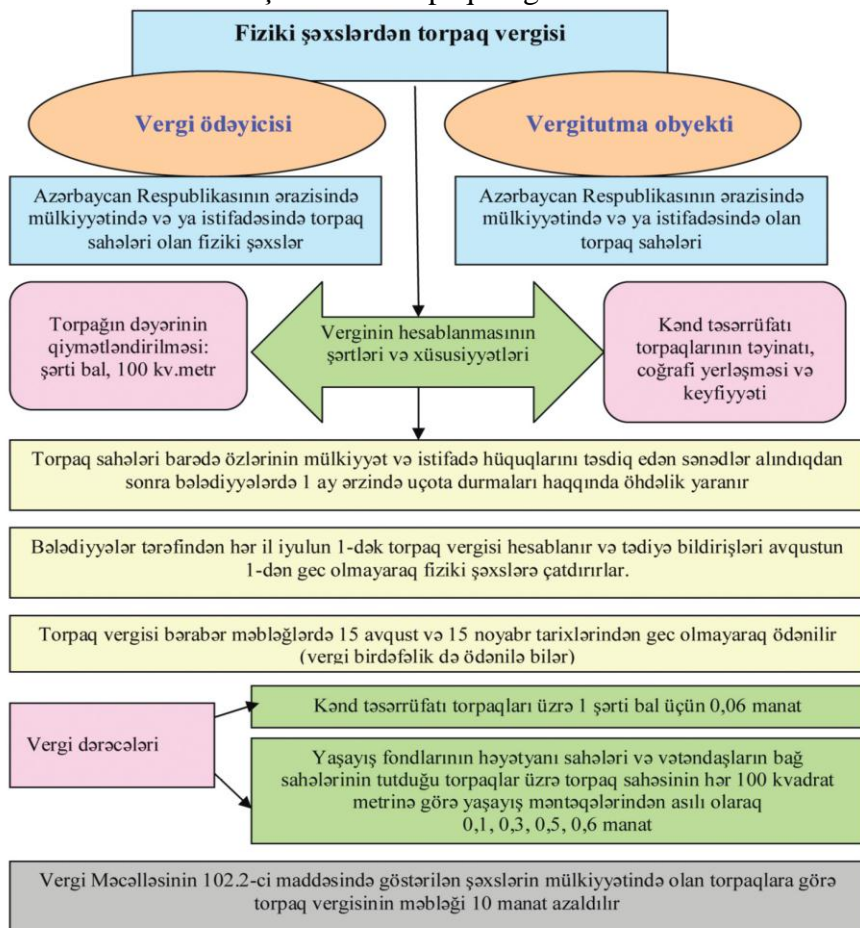 Fiziki şəxslərdən torpaq vergisi
Vergi ödəyicisi
Vergitutma obyekti
Azərbaycan Respublikasının ərazisində
mülkiyyətində və ya istifadəsində torpaq
sahələri olan fiziki şəxslər
Azərbaycan Respublikasının ərazisində
mülkiyyətində və ya istifadəsində olan
torpaq sahələri
Torpağın dəyərinin
qiymətləndirilməsi:
şərti bal, 100 kv.metr
Verginin hesablanmasının
şərtləri və xüsusiyyətləri
Kənd təsərrüfatı
torpaqlarının təyinatı,
coğrafi yerləşməsi və
keyfiyyəti
Torpaq sahələri barədə özlərinin mülkiyyət və istifadə hüquqlarını təsdiq edən sənədlər alındıqdan
sonra bələdiyyələrdə 1 ay ərzində uçota durmaları haqqında öhdəlik yaranır
Bələdiyyələr tərəfindən hər il iyulun 1-dək torpaq vergisi hesablanır və tədiyə bildirişləri avqustun
1-dən gec olmayaraq fiziki şəxslərə çatdırırlar.
Torpaq vergisi bərabər məbləğlərdə 15 avqust və 15 noyabr tarixlərindən gec olmayaraq ödənilir
(vergi birdəfəlik də ödənilə bilər)
Vergi dərəcələri
Kənd təsərrüfatı torpaqları üzrə 1 şərti bal üçün 0,06 manat
Yaşayış fondlarının həyətyanı sahələri və vətəndaşların bağ
sahələrinin tutduğu torpaqlar üzrə torpaq sahəsinin hər 100 kvadrat
metrinə görə yaşayış məntəqələrindən asılı olaraq
0,1, 0,3, 0,5, 0,6 manat
Vergi Məcəlləsinin 102.2-ci maddəsində göstərilən şəxslərin mülkiyyətində olan torpaqlara görə
torpaq vergisinin məbləği 10 manat azaldılır